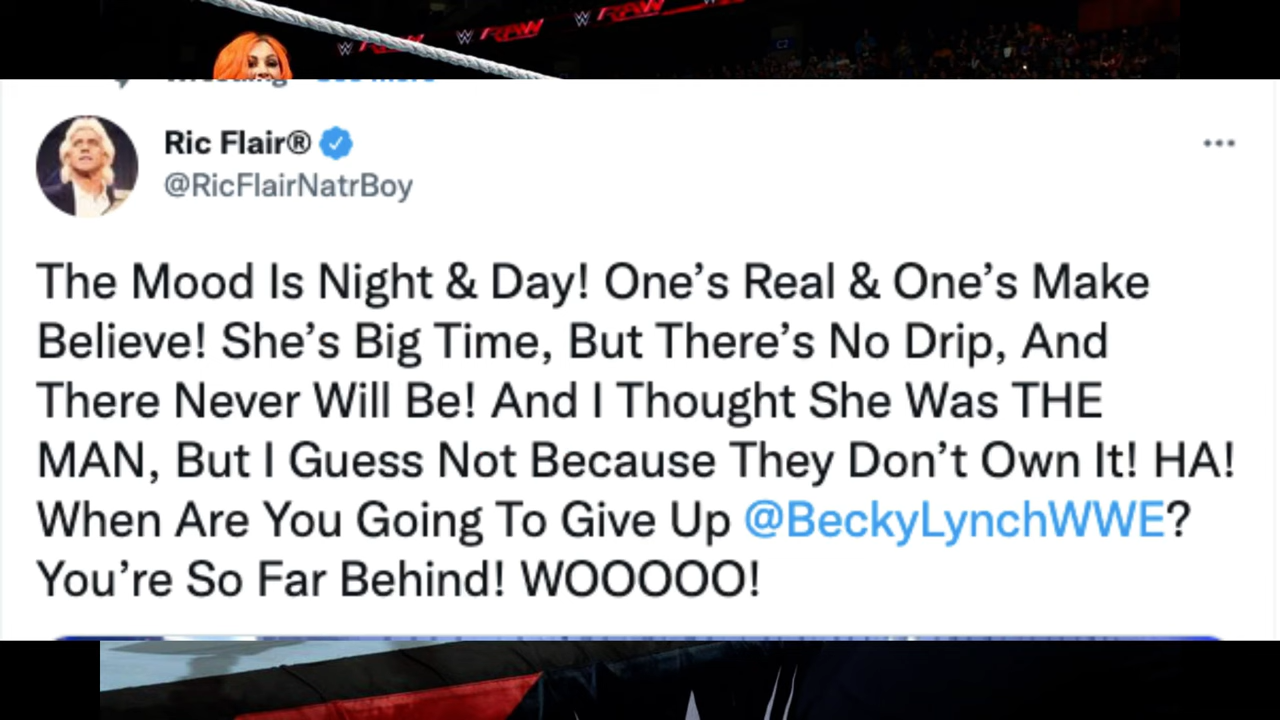 RAW
RAW
Ric Flair®
@RicFlairNatrBoy
The Mood Is Night & Day! One’s Real & One’s Make
Believe! She’s Big Time, But There’s No Drip, And
There Never Will Be! And I Thought She Was THE
MAN, But I Guess Not Because They Don’t Own It! HA!
When Are You Going To Give Up @BeckyLynchWWE?
You’re So Far Behind! WOOOOO!